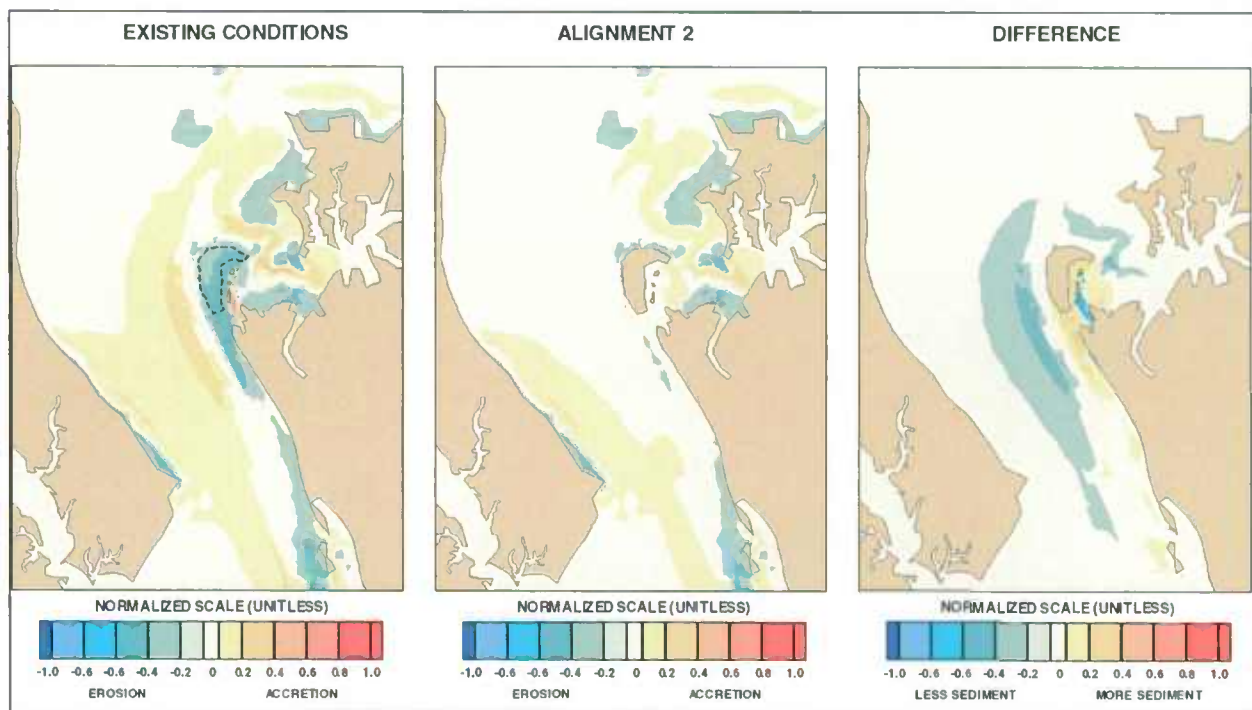 EXISTING CONDITIONS
ALIGNMENT 2
DIFFERENCE
NORMALIZED SCALE (UNITLESS)
-1.0 -0.8 -0.6 -0.4 -0.2 0 0.2 0.4 0.6 0.8 1.0
EROSION ACCRETION
NORMALIZED SCALE (UNITLESS)
-1.0 -0.8 -0.6 -0.4 -0.2 0 0.2 0.4 0.6 0.8 1.0
EROSION ACCRETION
NORMALIZED SCALE (UNITLESS)
-1.0 -0.8 -0.6 -0.4 -0.2 0 0.2 0.4 0.6 0.8 1.0
LESS SEDIMENT MORE SEDIMENT